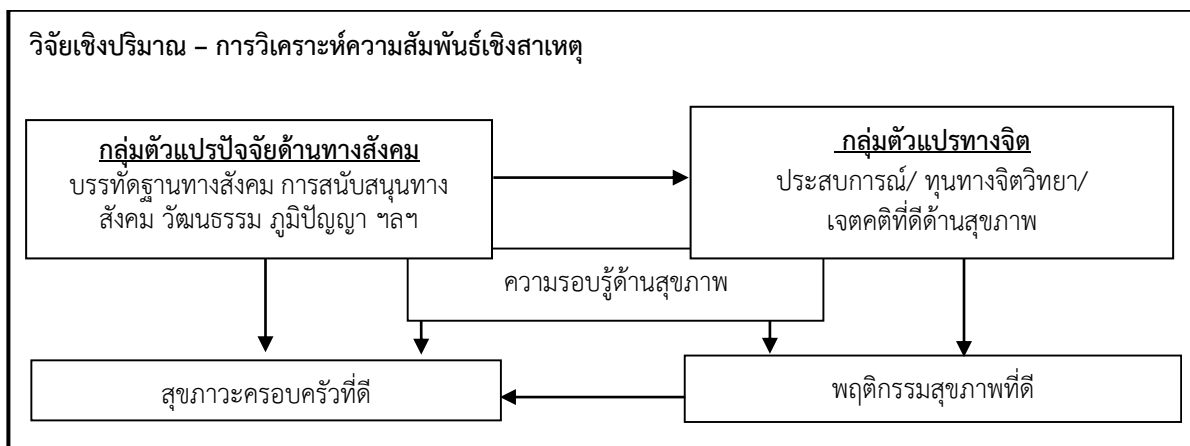 วิจัยเชิงปริมาณ – การวิเคราะห์ความสัมพันธ์เชิงสาเหตุ
กลุ่มตัวแปรปัจจัยด้านทางสังคม
บรรทัดฐานทางสังคม การสนับสนุนทาง
สังคม วัฒนธรรม ภูมิปัญญา ฯลฯ
กลุ่มตัวแปรทางจิต
ประสบการณ์/ ทุนทางจิตวิทยา/
เจตคติที่ดีด้านสุขภาพ
ความรอบรู้ด้านสุขภาพ
สุขภาวะครอบครัวที่ดี
พฤติกรรมสุขภาพที่ดี